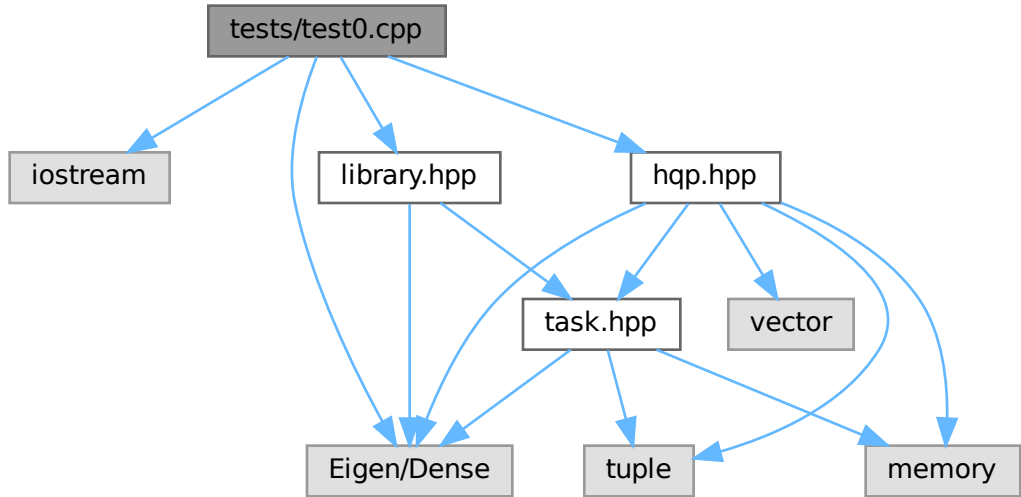 tests/test0.cpp
iostream
library.hpp
hqp.hpp
task.hpp
vector
Eigen/Dense
tuple
memory